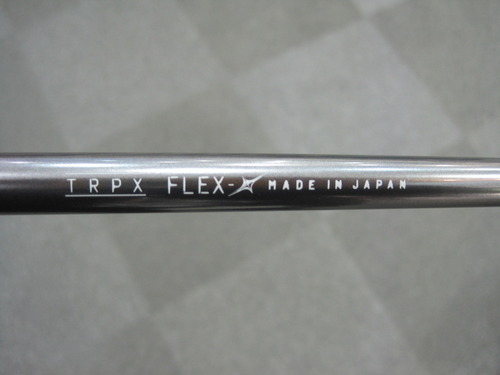 TRPX FLEX-X MADE IN JAPAN